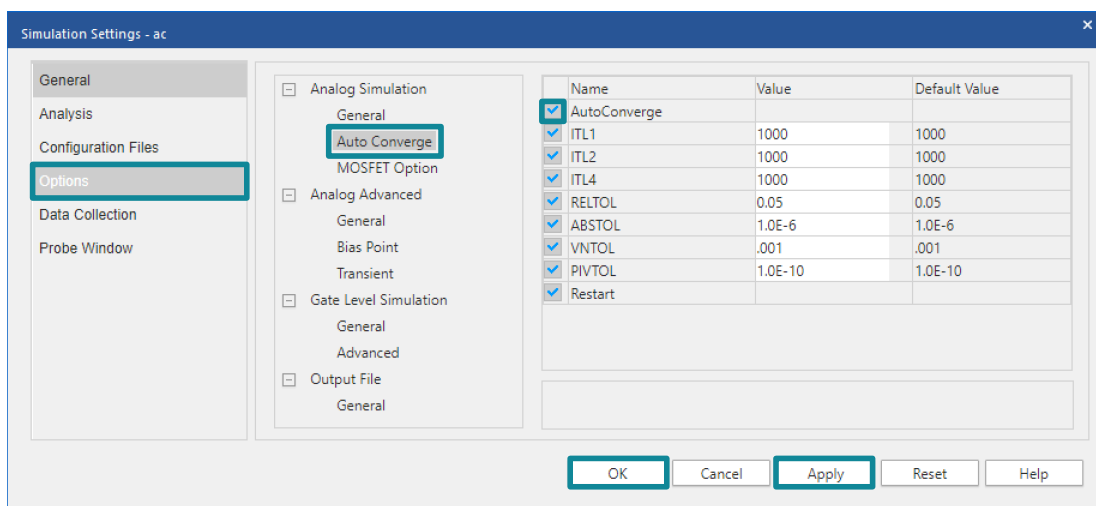 Simulation Settings - ac
×
General
Analysis
Configuration Files
Options
Data Collection
Probe Window
Analog Simulation
General
Auto Converge
MOSFET Option
Analog Advanced
General
Bias Point
Transient
Gate Level Simulation
General
Advanced
Output File
General
Name Value Default Value
AutoConverge
ITL1 1000 1000
ITL2 1000 1000
ITL4 1000 1000
RELTOL 0.05 0.05
ABSTOL 1.0E-6 1.0E-6
VNTOL .001 .001
PIVTOL 1.0E-10 1.0E-10
Restart
OK Cancel Apply Reset Help